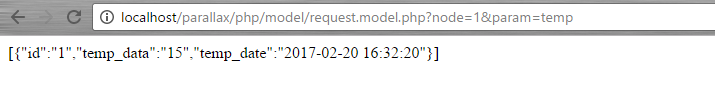 localhost/parallax/php/model/request.model.php?node=1&param=temp
[{"id":"1","temp_data":"15","temp_date":"2017-02-20 16:32:20"}]